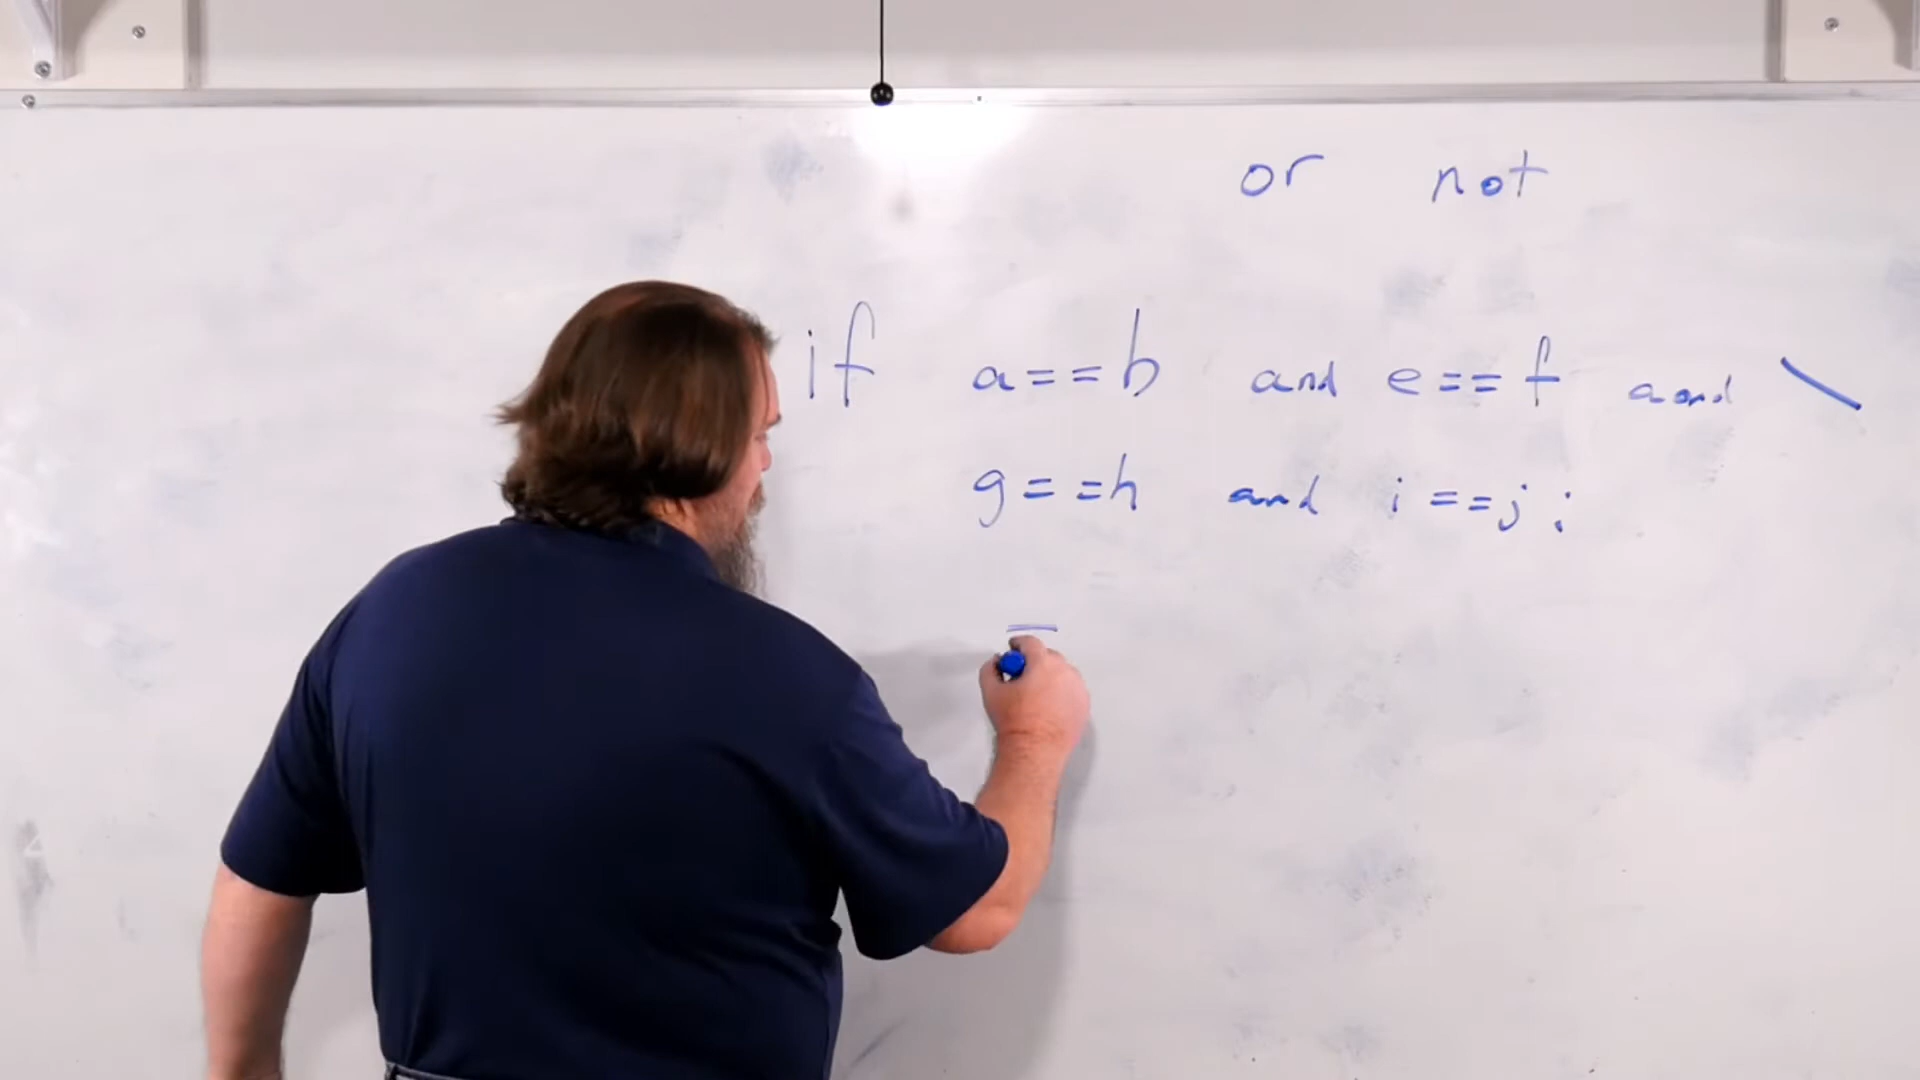 or not
if a==b and e==f and \
g==h and i==j: